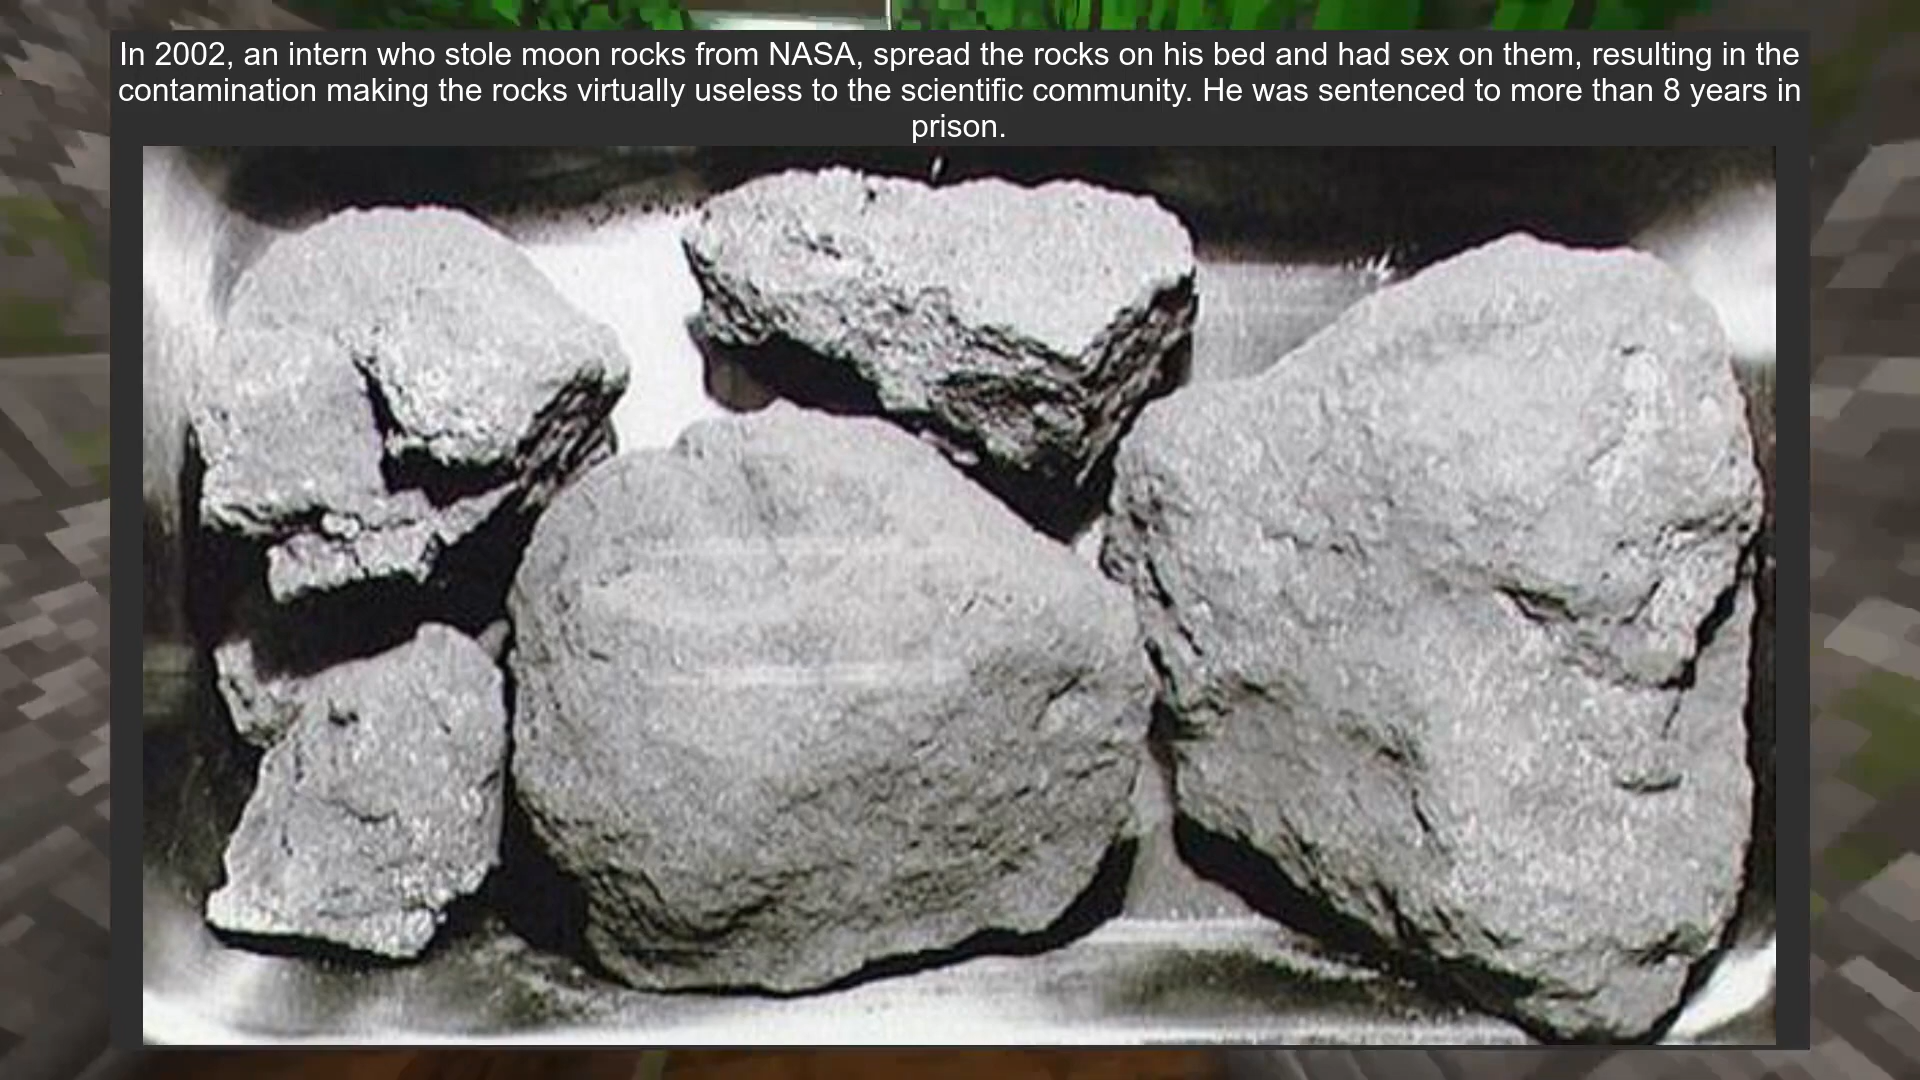 In 2002, an intern who stole moon rocks from NASA, spread the rocks on his bed and had sex on them, resulting in the
contamination making the rocks virtually useless to the scientific community. He was sentenced to more than 8 years in
prison.